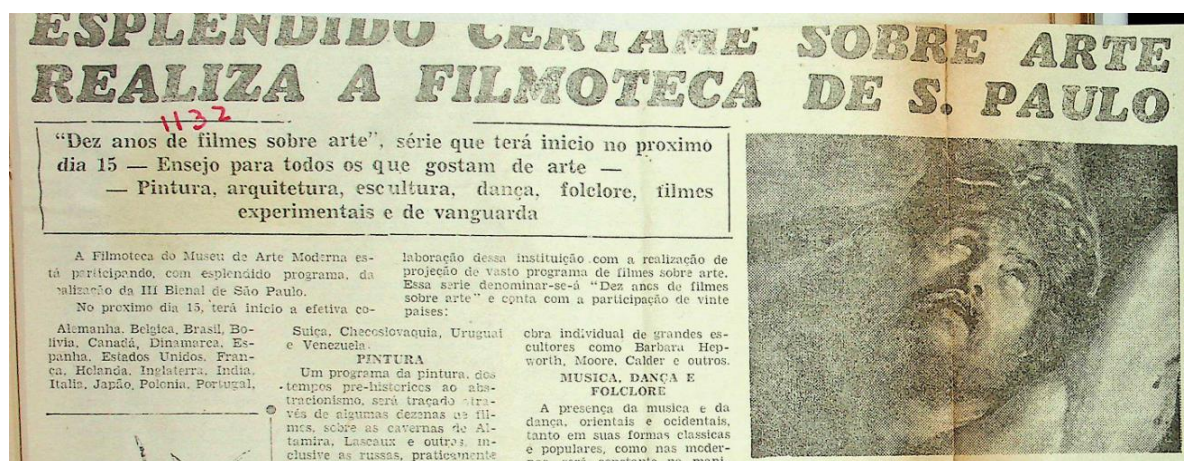 ESPLENDIDO CERTAME SOBRE ARTE
REALIZA A FILMOTECA DE S. PAULO
1132
"Dez anos de filmes sobre arte", série que terá inicio no proximo
dia 15 — Ensejo para todos os que gostam de arte —
— Pintura, arquitetura, escultura, dança, folclore, filmes
experimentais e de vanguarda
A Filmoteca do Museu de Arte Moderna es-
tá participando, com esplendido programa, da
realização da III Bienal de São Paulo.
No proximo dia 15, terá inicio a efetiva co-
laboração dessa instituição com a realização de
projeção de vasto programa de filmes sobre arte.
Essa serie denominar-se-á "Dez anos de filmes
sobre arte" e conta com a participação de vinte
paises:
Alemanha, Belgica, Brasil, Bo-
livia, Canadá, Dinamarca, Es-
panha, Estados Unidos, Fran-
ça, Holanda, Inglaterra, India,
Italia, Japão, Polonia, Portugal,
Suiça, Checoslovaquia, Uruguai
e Venezuela.
PINTURA
Um programa da pintura, dos
tempos pre-historicos ao abs-
tracionismo, será traçado atra-
vés de algumas dezenas de fil-
mes, sobre as cavernas de Al-
tamira, Lascaux e outros, in-
clusive as russas, praticamente
obra individual de grandes es-
cultores como Barbara Hep-
worth, Moore, Calder e outros.
MUSICA, DANÇA E
FOLCLORE
A presença da musica e da
dança, orientais e ocidentais,
tanto em suas formas classicas
e populares, como nas moder-
nas, será constante na mani-